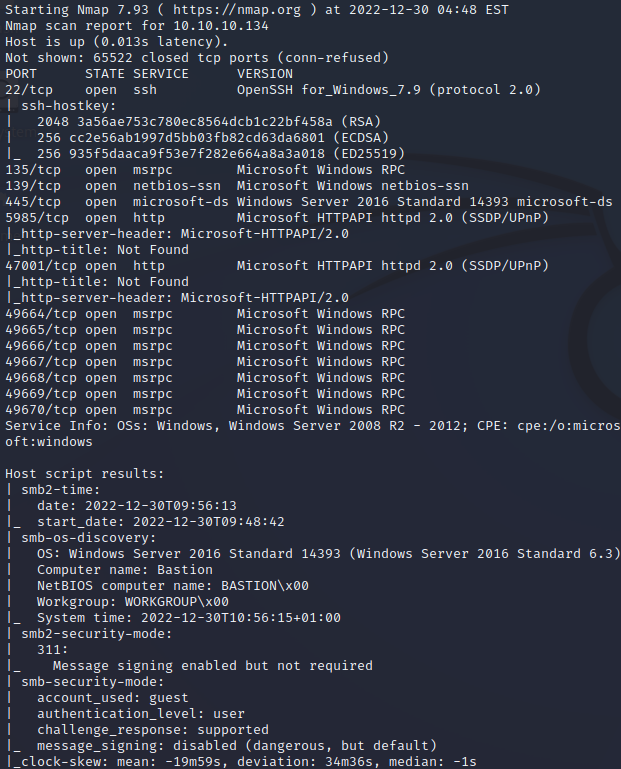 Starting Nmap 7.93 ( https://nmap.org ) at 2022-12-30 04:48 EST
Nmap scan report for 10.10.10.134
Host is up (0.013s latency).
Not shown: 65522 closed tcp ports (conn-refused)
PORT      STATE SERVICE      VERSION
22/tcp    open  ssh          OpenSSH for_Windows_7.9 (protocol 2.0)
| ssh-hostkey:
|   2048 3a56ae753c780ec8564dcb1c22bf458a (RSA)
|   256 cc2e56ab1997d5bb03fb82cd63da6801 (ECDSA)
|_  256 935f5daaca9f53e7f282e664a8a3a018 (ED25519)
135/tcp   open  msrpc        Microsoft Windows RPC
139/tcp   open  netbios-ssn  Microsoft Windows netbios-ssn
445/tcp   open  microsoft-ds Windows Server 2016 Standard 14393 microsoft-ds
5985/tcp  open  http         Microsoft HTTPAPI httpd 2.0 (SSDP/UPnP)
|_http-server-header: Microsoft-HTTPAPI/2.0
|_http-title: Not Found
47001/tcp open  http         Microsoft HTTPAPI httpd 2.0 (SSDP/UPnP)
|_http-title: Not Found
|_http-server-header: Microsoft-HTTPAPI/2.0
49664/tcp open  msrpc        Microsoft Windows RPC
49665/tcp open  msrpc        Microsoft Windows RPC
49666/tcp open  msrpc        Microsoft Windows RPC
49667/tcp open  msrpc        Microsoft Windows RPC
49668/tcp open  msrpc        Microsoft Windows RPC
49669/tcp open  msrpc        Microsoft Windows RPC
49670/tcp open  msrpc        Microsoft Windows RPC
Service Info: OSs: Windows, Windows Server 2008 R2 - 2012; CPE: cpe:/o:micros
oft:windows

Host script results:
| smb2-time:
|   date: 2022-12-30T09:56:13
|_  start_date: 2022-12-30T09:48:42
| smb-os-discovery:
|   OS: Windows Server 2016 Standard 14393 (Windows Server 2016 Standard 6.3)
|   Computer name: Bastion
|   NetBIOS computer name: BASTION\x00
|   Workgroup: WORKGROUP\x00
|_  System time: 2022-12-30T10:56:15+01:00
| smb2-security-mode:
|   311:
|_    Message signing enabled but not required
| smb-security-mode:
|   account_used: guest
|   authentication_level: user
|   challenge_response: supported
|_  message_signing: disabled (dangerous, but default)
|_clock-skew: mean: -19m59s, deviation: 34m36s, median: -1s